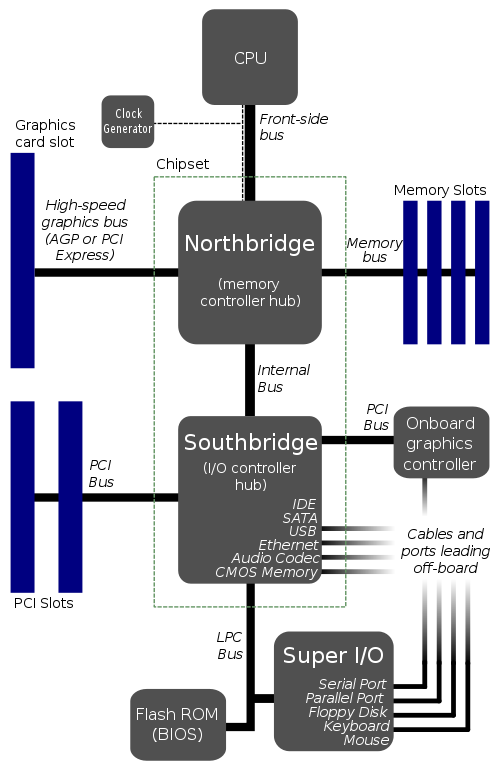 CPU
Clock
Generator
Front-side
bus
Graphics
card slot
Chipset
High-speed
graphics bus
(AGP or PCI
Express)
Northbridge
(memory
controller hub)
Memory Slots
Memory
bus
Internal
Bus
PCI
Bus
Onboard
graphics
controller
Southbridge
(I/O controller
hub)
PCI
Bus
IDE
SATA
USB
Ethernet
Audio Codec
CMOS Memory
Cables and
ports leading
off-board
PCI Slots
LPC
Bus
Super I/O
Serial Port
Parallel Port
Floppy Disk
Keyboard
Mouse
Flash ROM
(BIOS)